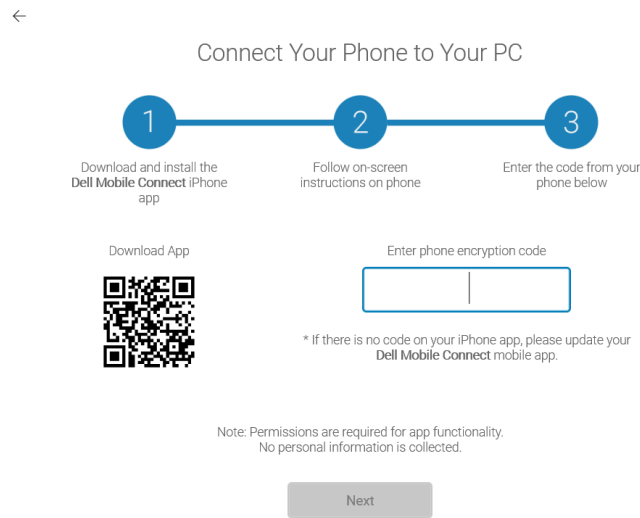 Connect Your Phone to Your PC
1
2
3
Download and install the
Dell Mobile Connect iPhone
app
Follow on-screen
instructions on phone
Enter the code from your
phone below
Download App
Enter phone encryption code
* If there is no code on your iPhone app, please update your
Dell Mobile Connect mobile app.
Note: Permissions are required for app functionality.
No personal information is collected.
Next